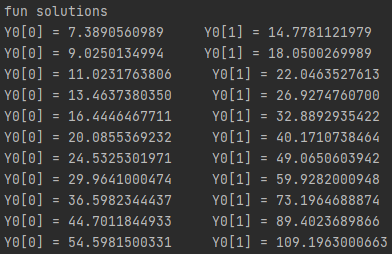 fun solutions
Y0[0] = 7.3890560989 Y0[1] = 14.7781121979
Y0[0] = 9.0250134994 Y0[1] = 18.0500269989
Y0[0] = 11.0231763806 Y0[1] = 22.0463527613
Y0[0] = 13.4637380350 Y0[1] = 26.9274760700
Y0[0] = 16.4446467711 Y0[1] = 32.8892935422
Y0[0] = 20.0855369232 Y0[1] = 40.1710738464
Y0[0] = 24.5325301971 Y0[1] = 49.0650603942
Y0[0] = 29.9641000474 Y0[1] = 59.9282000948
Y0[0] = 36.5982344437 Y0[1] = 73.1964688874
Y0[0] = 44.7011844933 Y0[1] = 89.4023689866
Y0[0] = 54.5981500331 Y0[1] = 109.1963000663